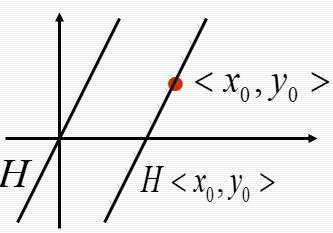 < x₀, y₀ >
H
H < x₀, y₀ >